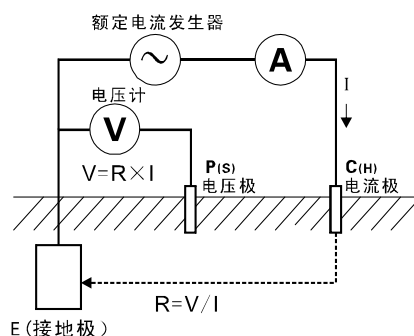 额定电流发生器
A
I
电压计
V
V=R×I
P(S)
电压极
C(H)
电流极
R=V/I
E(接地极)